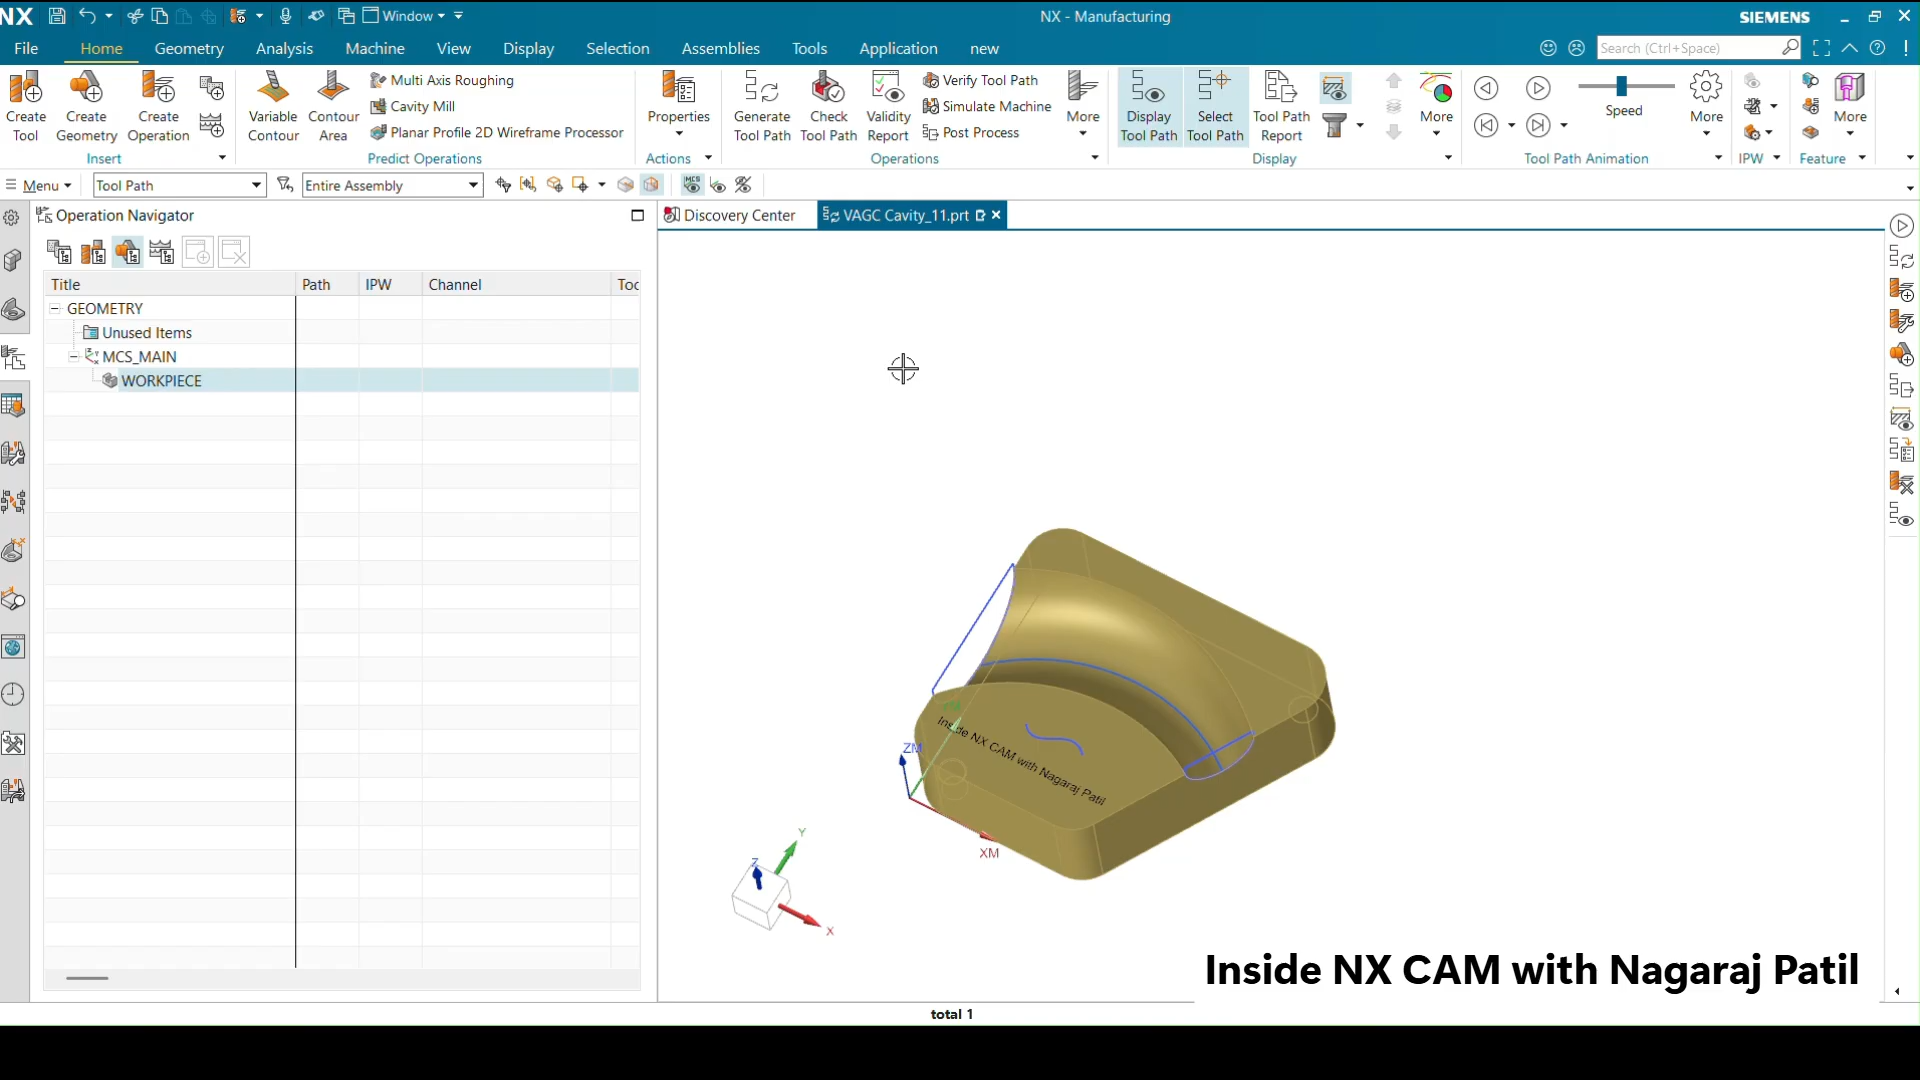 NX
Window
NX - Manufacturing
SIEMENS
File
Home
Geometry
Analysis
Machine
View
Display
Selection
Assemblies
Tools
Application
new
Search (Ctrl+Space)
Create Tool
Create Geometry
Create Operation
Insert
Variable Contour
Contour Area
Multi Axis Roughing
Cavity Mill
Planar Profile 2D Wireframe Processor
Predict Operations
Properties
Actions
Generate Tool Path
Check Tool Path
Validity Report
Verify Tool Path
Simulate Machine
Post Process
More
Operations
Display Tool Path
Select Tool Path
Tool Path Report
More
Display
Speed
More
Tool Path Animation
IPW
More
Feature
Menu
Tool Path
Entire Assembly
MCS
Operation Navigator
Discovery Center
VAGC Cavity_11.prt
Title
Path
IPW
Channel
Toc
GEOMETRY
Unused Items
MCS_MAIN
WORKPIECE
Inside NX CAM with Nagaraj Patil
ZM
YM
XM
Y
Z
X
Inside NX CAM with Nagaraj Patil
total 1